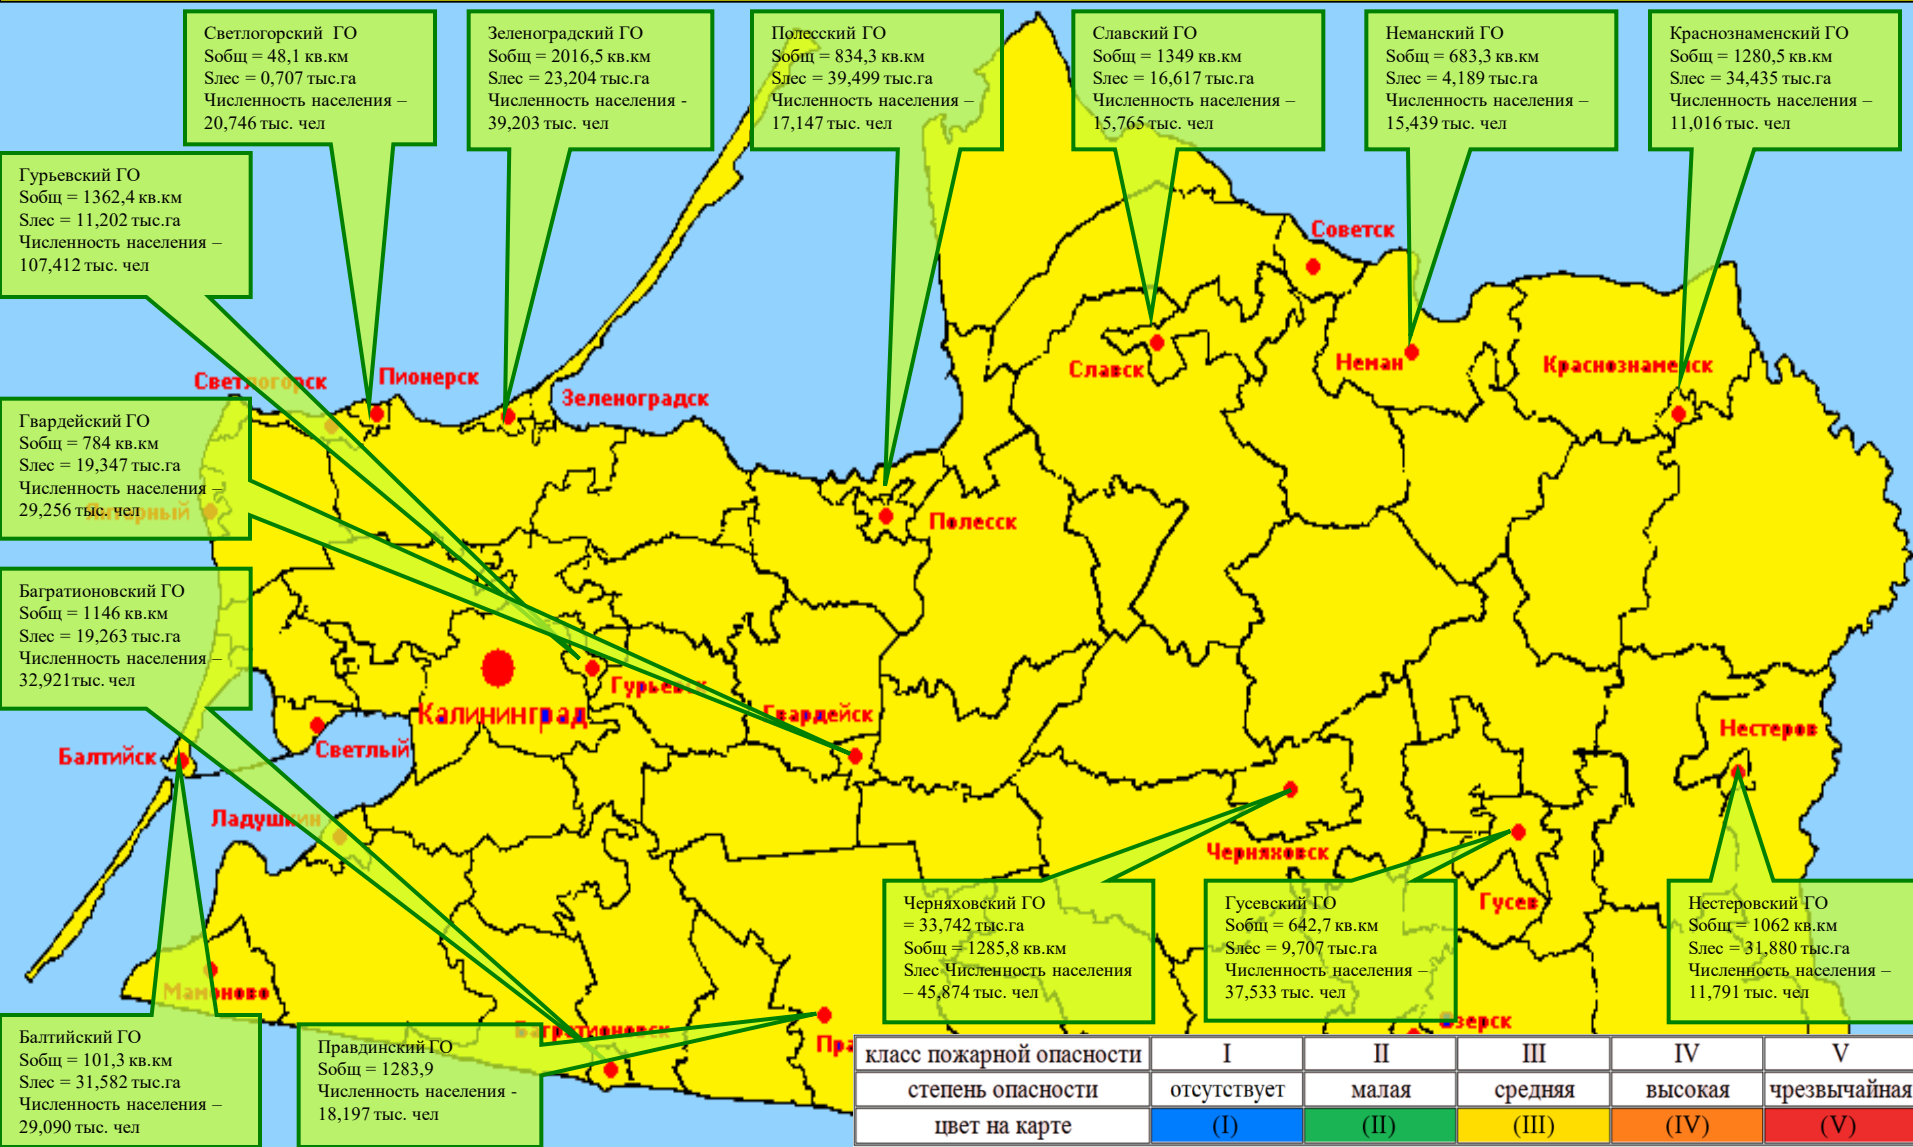 Светлогорский ГО
Sобщ = 48,1 кв.км
Sлес = 0,707 тыс.га
Численность населения –
20,746 тыс. чел
Зеленоградский ГО
Sобщ = 2016,5 кв.км
Sлес = 23,204 тыс.га
Численность населения -
39,203 тыс. чел
Полесский ГО
Sобщ = 834,3 кв.км
Sлес = 39,499 тыс.га
Численность населения –
17,147 тыс. чел
Славский ГО
Sобщ = 1349 кв.км
Sлес = 16,617 тыс.га
Численность населения –
15,765 тыс. чел
Неманский ГО
Sобщ = 683,3 кв.км
Sлес = 4,189 тыс.га
Численность населения –
15,439 тыс. чел
Краснознаменский ГО
Sобщ = 1280,5 кв.км
Sлес = 34,435 тыс.га
Численность населения –
11,016 тыс. чел
Гурьевский ГО
Sобщ = 1362,4 кв.км
Sлес = 11,202 тыс.га
Численность населения –
107,412 тыс. чел
Советск
Славск
Неман
Краснознаменск
Светлогорск
Пионерск
Зеленоградск
Гвардейский ГО
Sобщ = 784 кв.км
Sлес = 19,347 тыс.га
Численность населения –
29,256 тыс. чел
Янтарный
Полесск
Багратионовский ГО
Sобщ = 1146 кв.км
Sлес = 19,263 тыс.га
Численность населения –
32,921тыс. чел
Гурьевск
Калининград
Гвардейск
Нестеров
Балтийск
Светлый
Ладушкин
Черняховск
Гусев
Мамоново
Багратионовск
Пра
Озерск
Черняховский ГО
= 33,742 тыс.га
Sобщ = 1285,8 кв.км
Sлес Численность населения
– 45,874 тыс. чел
Гусевский ГО
Sобщ = 642,7 кв.км
Sлес = 9,707 тыс.га
Численность населения –
37,533 тыс. чел
Нестеровский ГО
Sобщ = 1062 кв.км
Sлес = 31,880 тыс.га
Численность населения –
11,791 тыс. чел
Балтийский ГО
Sобщ = 101,3 кв.км
Sлес = 31,582 тыс.га
Численность населения –
29,090 тыс. чел
Правдинский ГО
Sобщ = 1283,9
Численность населения -
18,197 тыс. чел
класс пожарной опасности I II III IV V
степень опасности отсутствует малая средняя высокая чрезвычайная
цвет на карте (I) (II) (III) (IV) (V)